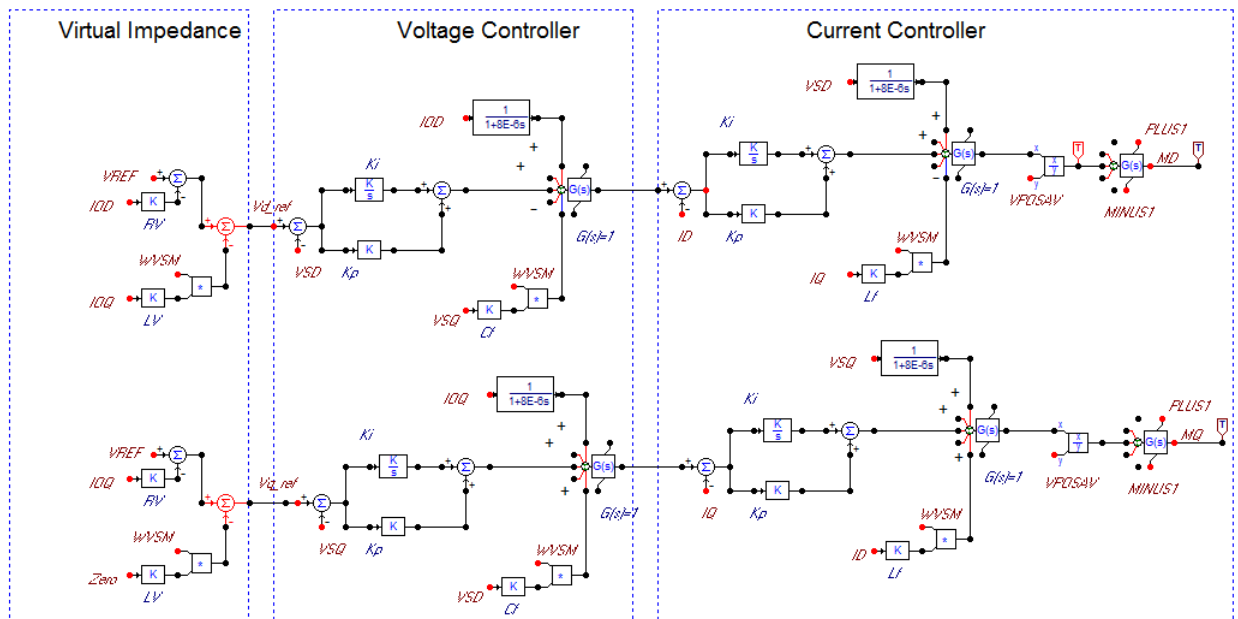 Virtual Impedance
Voltage Controller
Current Controller
VSD
1
1+8E-6s
IOD
1
1+8E-6s
Ki
K
s
Σ
G(s)
G(s)=1
x
y
x
y
VPOSAV
T
PLUS1
G(s)
MD
T
MINUS1
VREF
Σ
IOD
K
RV
Vd_ref
Σ
Σ
VSD
Ki
K
s
Σ
K
Kp
G(s)
G(s)=1
Σ
ID
K
Kp
WVSM
*
IOQ
K
LV
WVSM
*
VSQ
K
Cf
WVSM
*
IQ
K
Lf
VSQ
1
1+8E-6s
IOQ
1
1+8E-6s
Ki
K
s
Σ
G(s)
G(s)=1
x
y
x
y
VPOSAV
PLUS1
G(s)
MQ
T
MINUS1
VREF
Σ
IOQ
K
RV
Vq_ref
Σ
Σ
VSQ
Ki
K
s
Σ
K
Kp
G(s)
G(s)=1
Σ
IQ
K
Kp
WVSM
*
Zero
K
LV
WVSM
*
VSD
K
Cf
WVSM
*
ID
K
Lf